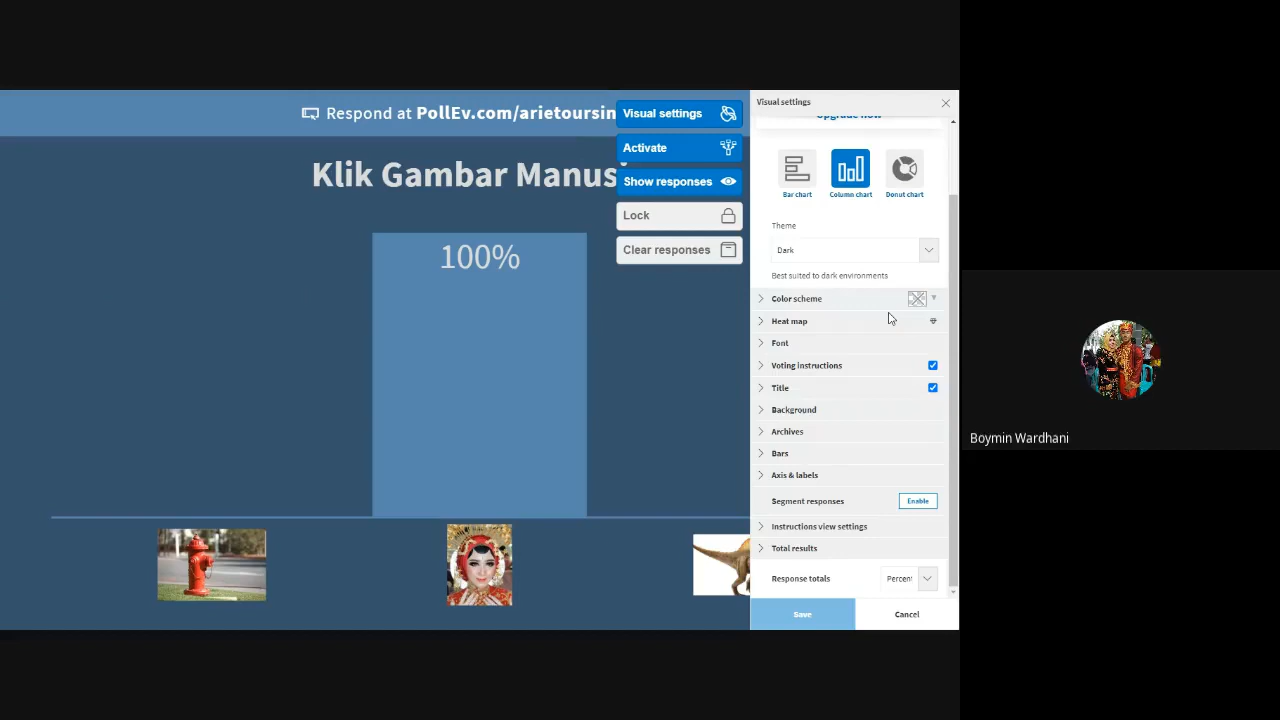 Respond at PollEv.com/arietoursin
Klik Gambar Manusi
100%
Visual settings
Activate
Show responses
Lock
Clear responses
Visual settings
Upgrade now
Bar chart
Column chart
Donut chart
Theme
Dark
Best suited to dark environments
Color scheme
Heat map
Font
Voting instructions
Title
Background
Archives
Bars
Axis & labels
Segment responses
Enable
Instructions view settings
Total results
Response totals
Percent
Save
Cancel
Boymin Wardhani